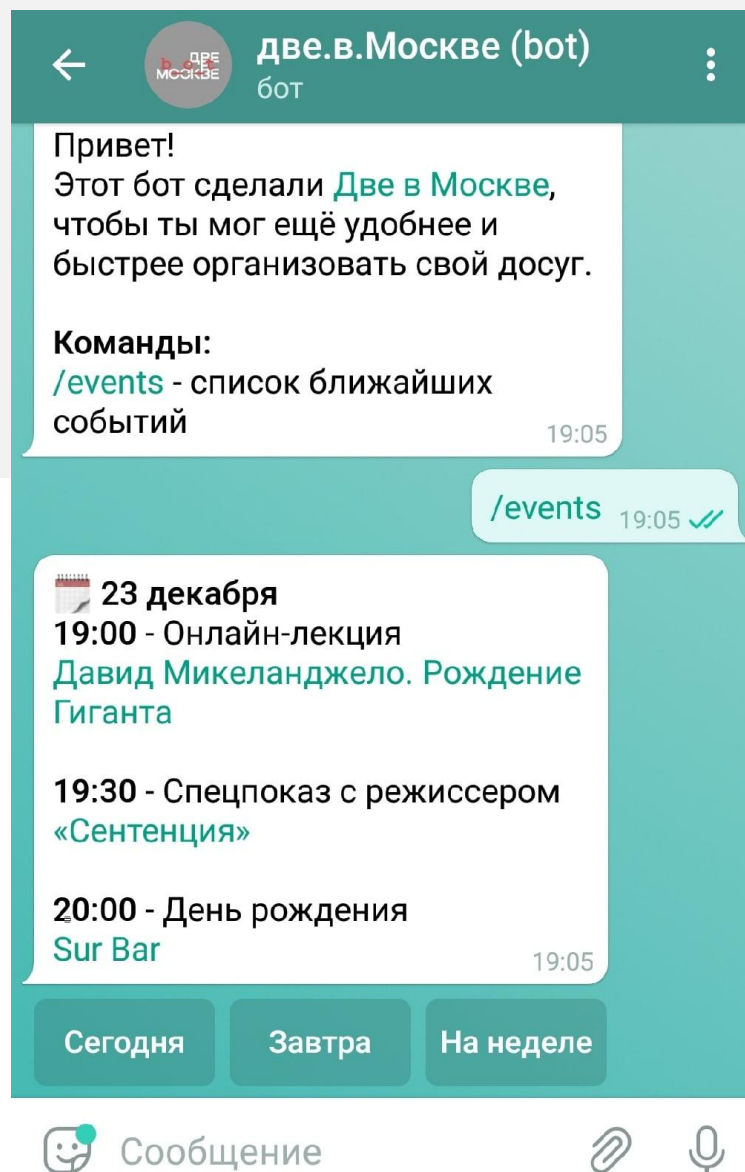 две.в.Москве (bot)
бот
bot
ДВЕ
В
МОСКВЕ
Привет!
Этот бот сделали Две в Москве,
чтобы ты мог ещё удобнее и
быстрее организовать свой досуг.
Команды:
/events - список ближайших
событий
19:05
/events 19:05
23 декабря
19:00 - Онлайн-лекция
Давид Микеланджело. Рождение
Гиганта
19:30 - Спецпоказ с режиссером
«Сентенция»
20:00 - День рождения
Sur Bar
19:05
Сегодня Завтра На неделе
Сообщение